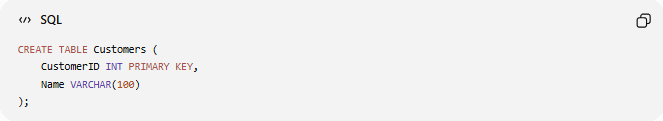 </> SQL
CREATE TABLE Customers (
    CustomerID INT PRIMARY KEY,
    Name VARCHAR(100)
);